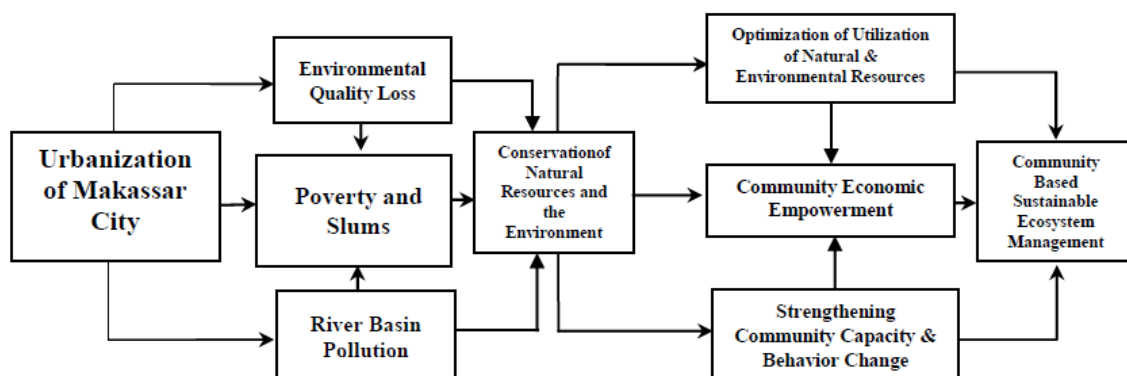 Environmental
Quality Loss
Optimization of Utilization
of Natural &
Environmental Resources
Urbanization
of Makassar
City
Poverty and
Slums
Conservationof
Natural
Resources and
the
Environment
Community Economic
Empowerment
Community
Based
Sustainable
Ecosystem
Management
River Basin
Pollution
Strengthening
Community Capacity &
Behavior Change